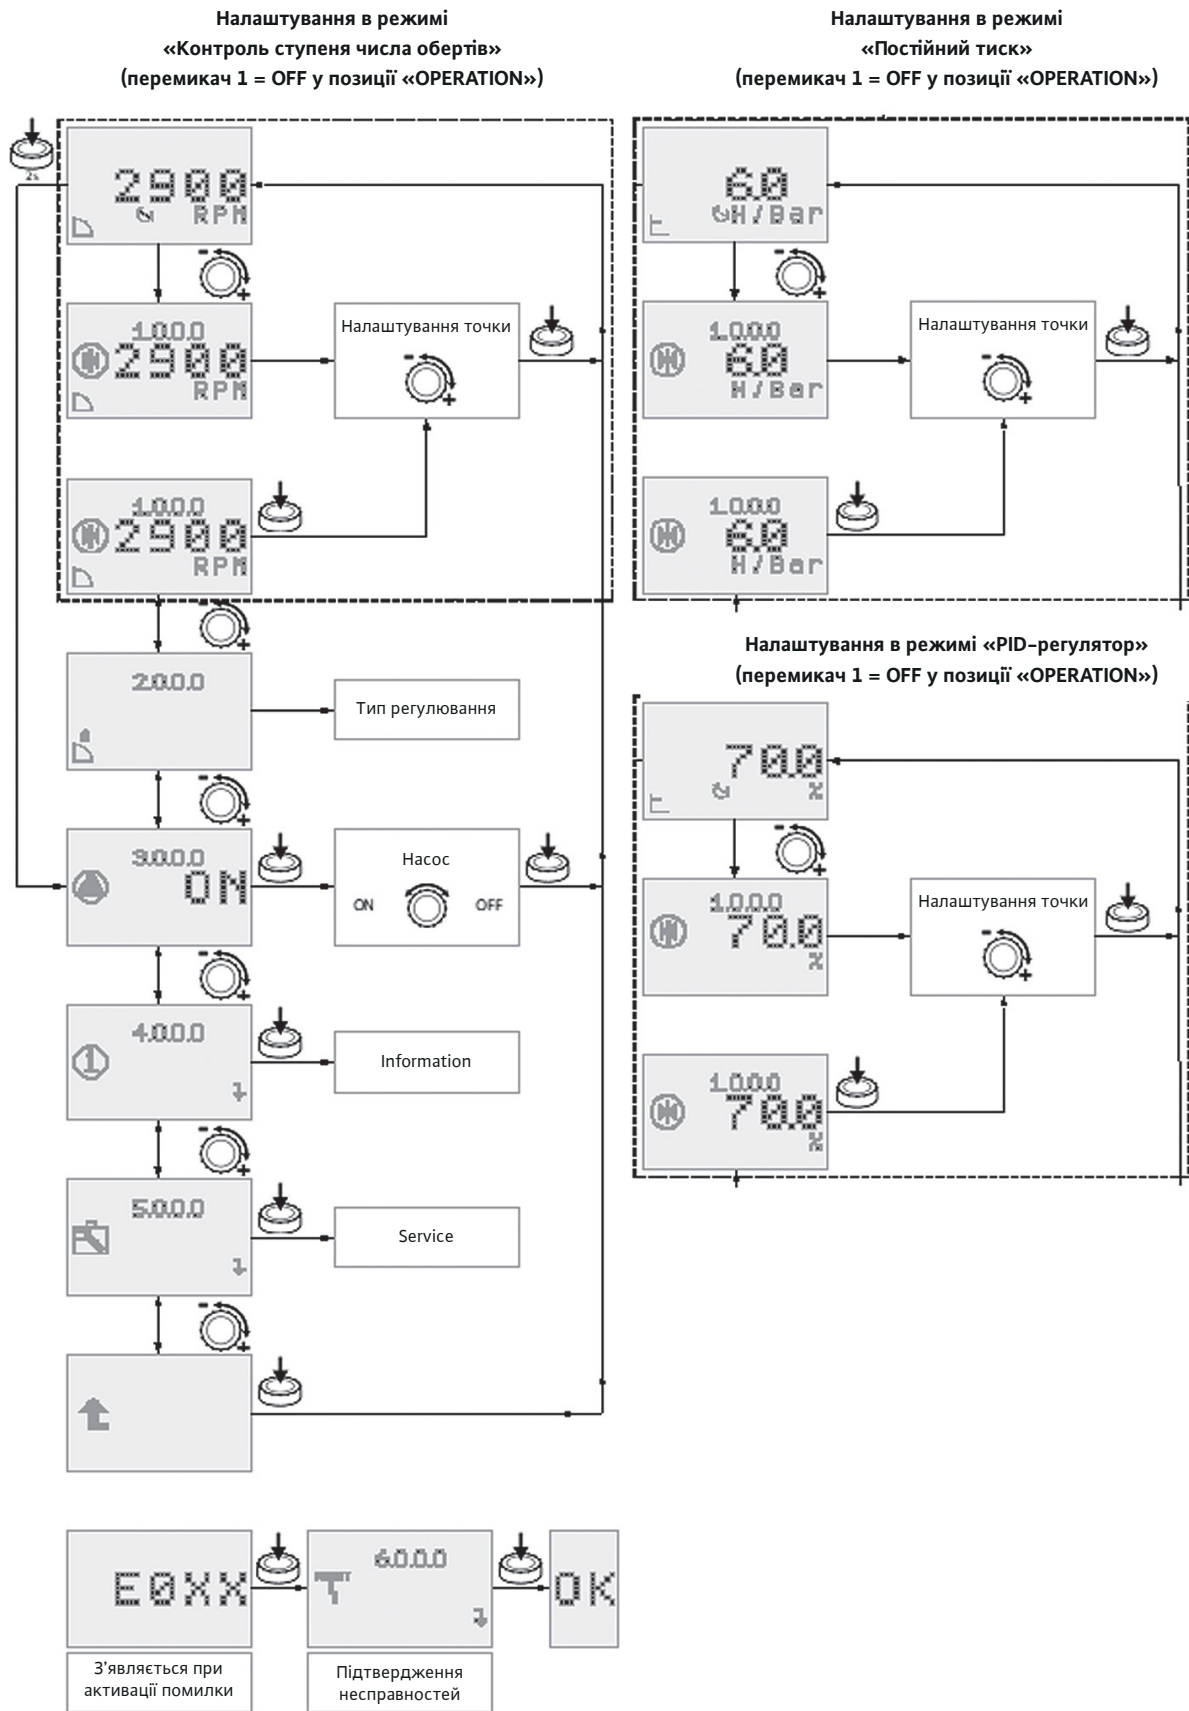 Налаштування в режимі
«Контроль ступеня числа обертів»
(перемикач 1 = OFF у позиції «OPERATION»)
2s
2900
RPM
- +
1.0.0.0
2900
RPM
Налаштування точки
- +
1.0.0.0
2900
RPM
- +
2.0.0.0
Тип регулювання
- +
3.0.0.0
ON
Насос
ON OFF
- +
4.0.0.0
1
Information
- +
5.0.0.0
Service
- +
E0XX
6.0.0.0
OK
З'являється при
активації помилки
Підтвердження
несправностей
Налаштування в режимі
«Постійний тиск»
(перемикач 1 = OFF у позиції «OPERATION»)
6.0
H/Bar
- +
1.0.0.0
6.0
H/Bar
Налаштування точки
- +
1.0.0.0
6.0
H/Bar
Налаштування в режимі «PID-регулятор»
(перемикач 1 = OFF у позиції «OPERATION»)
70.0
%
- +
1.0.0.0
70.0
%
Налаштування точки
- +
1.0.0.0
70.0
%